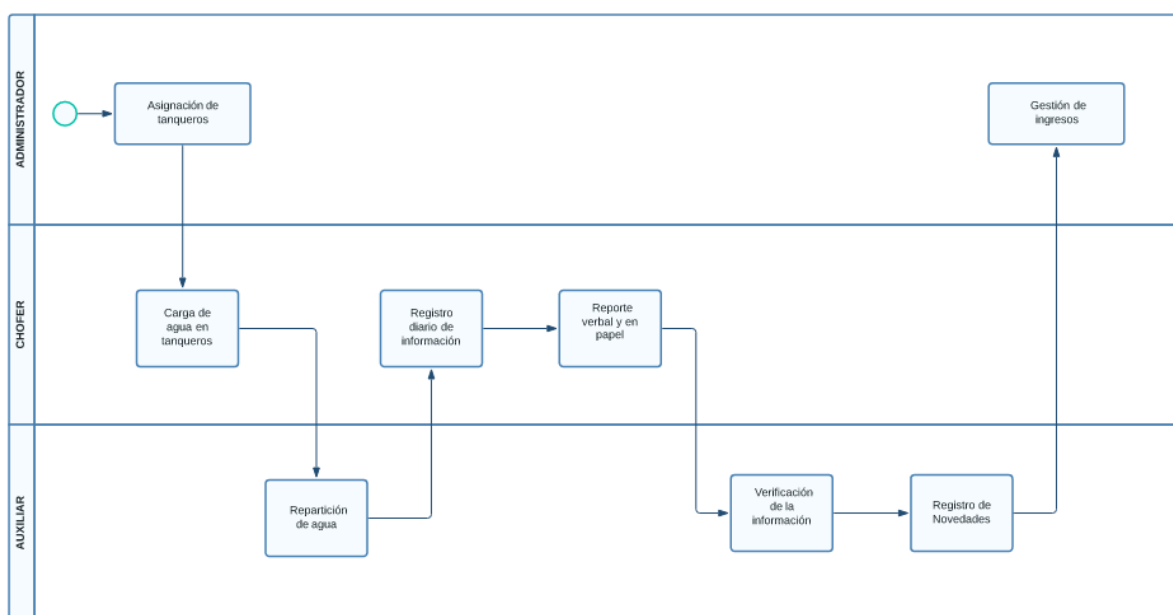 ADMINISTRADOR
Asignación de
tanqueros
Gestión de
ingresos
CHOFER
Carga de
agua en
tanqueros
Registro
diario de
información
Reporte
verbal y en
papel
AUXILIAR
Repartición
de agua
Verificación
de la
información
Registro de
Novedades